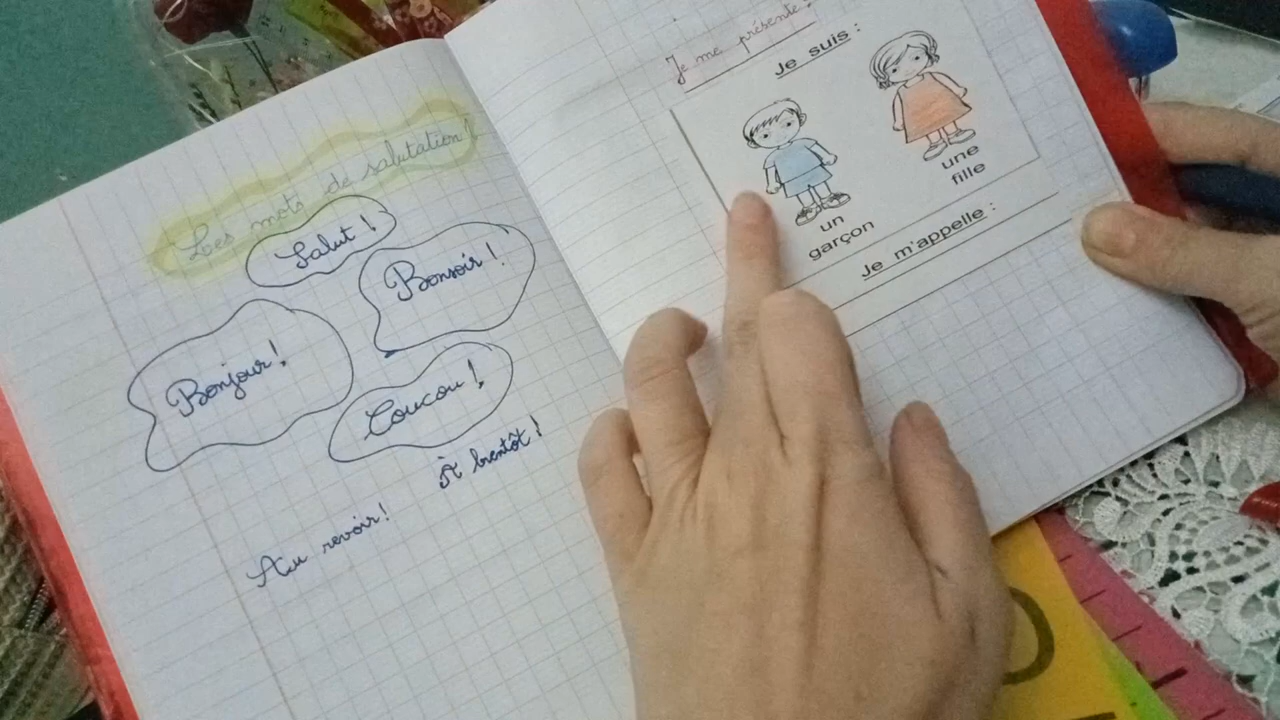 Les mots de salutation!
Salut !
Bonsoir !
Bonjour !
Coucou !
À bientôt !
Au revoir!
Je me présente :
Je suis :
un
garçon
une
fille
Je m'appelle :